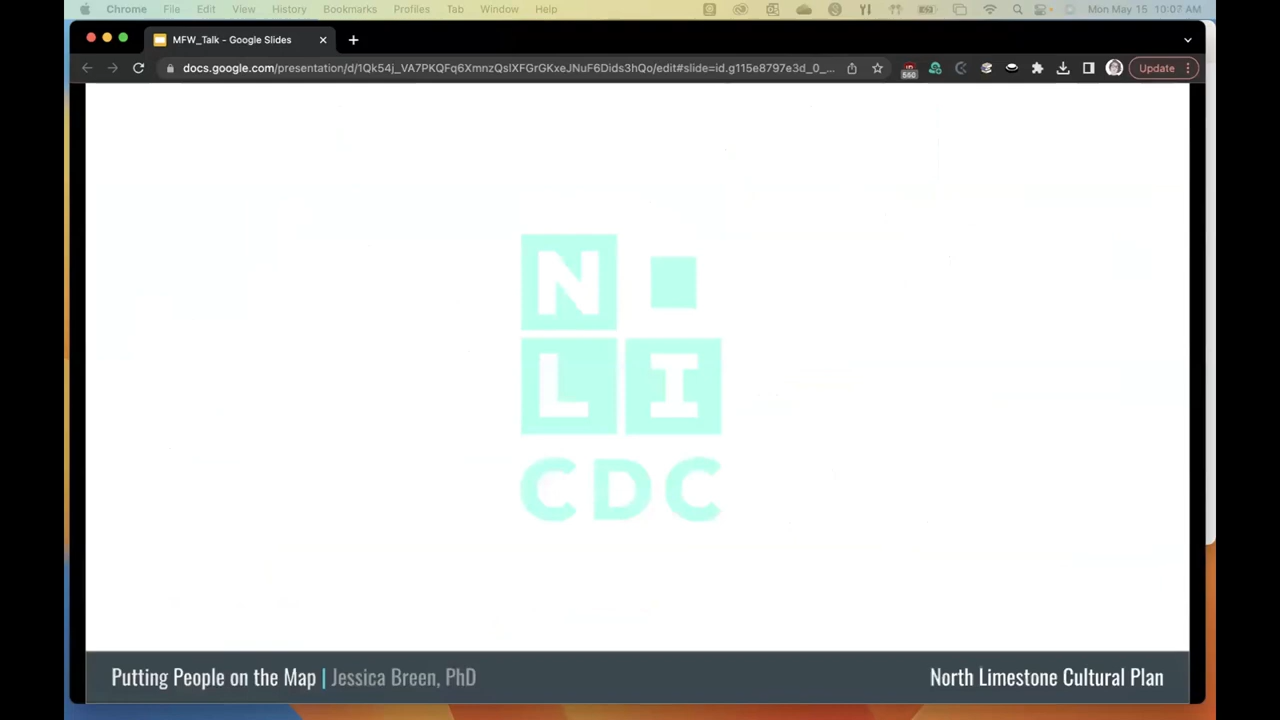 Chrome File Edit View History Bookmarks Profiles Tab Window Help Mon May 15 10:07 AM
MFW_Talk - Google Slides
docs.google.com/presentation/d/1Qk54j_VA7PKQFq6XmnzQslXFGrGKxeJNuF6Dids3hQo/edit#slide=id.g115e8797e3d_0_... 560 Update
N
L I
CDC
Putting People on the Map | Jessica Breen, PhD North Limestone Cultural Plan